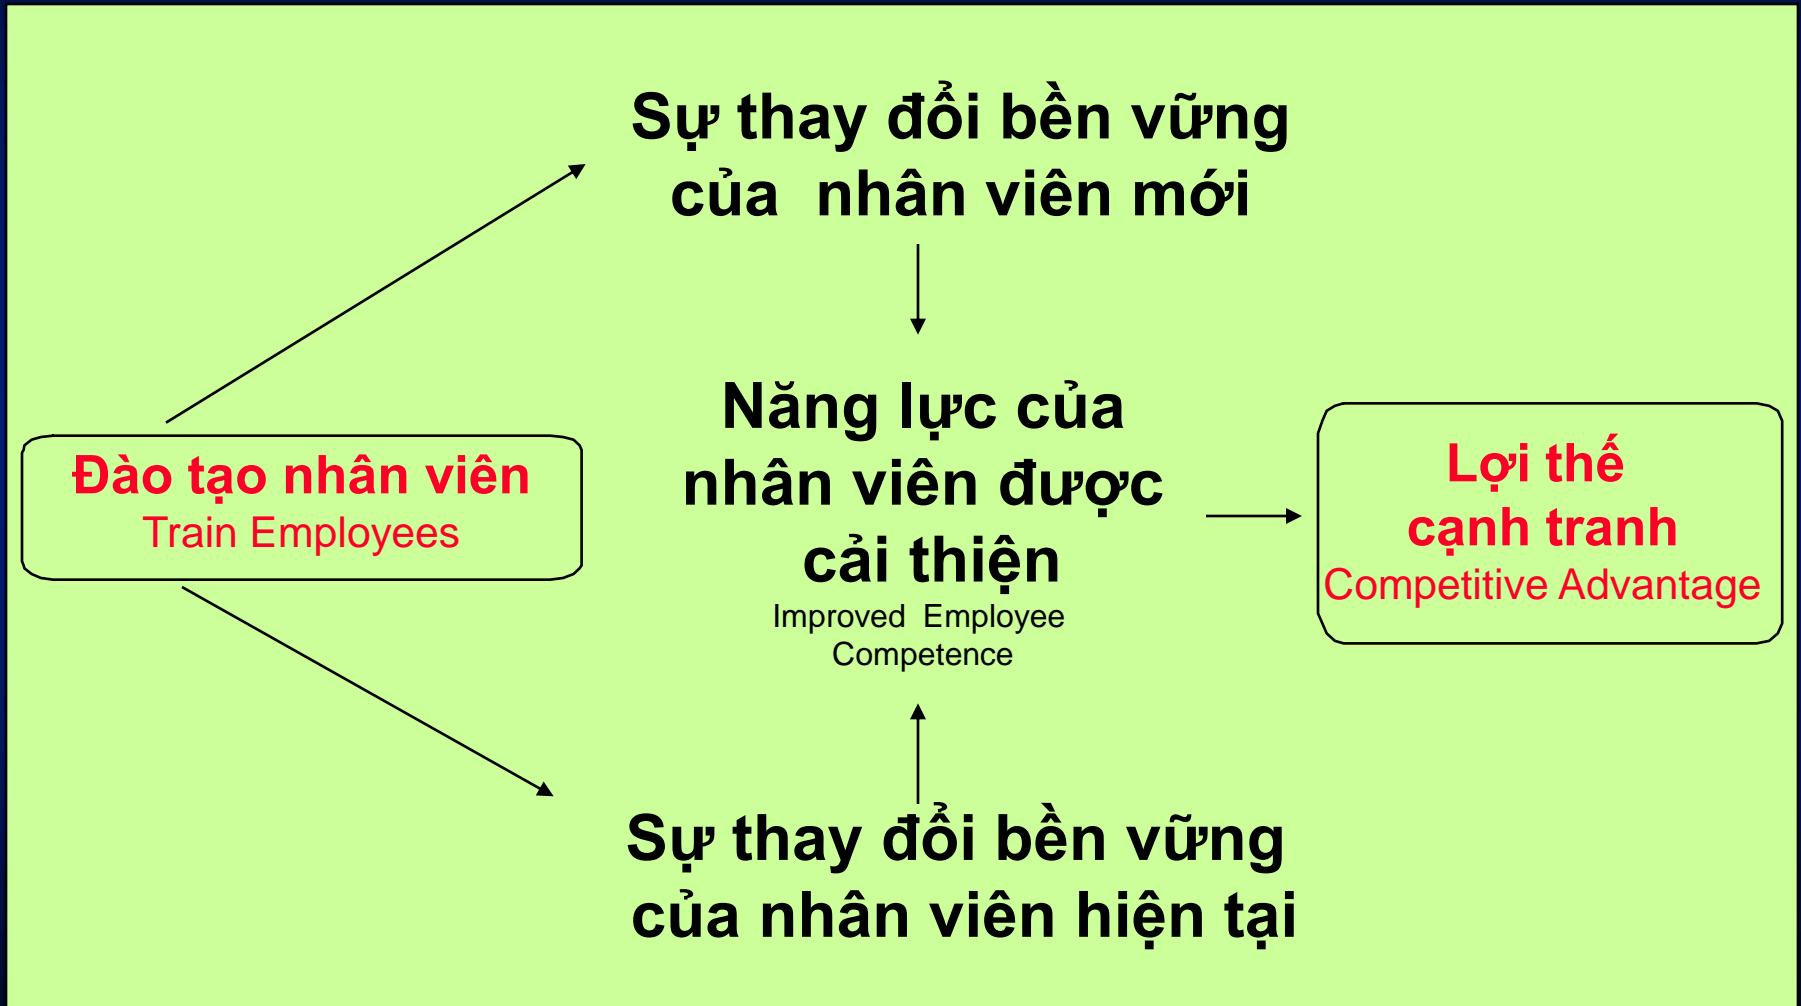 Sự thay đổi bền vững
của nhân viên mới
Đào tạo nhân viên
Train Employees
Năng lực của
nhân viên được
cải thiện
Improved Employee
Competence
Lợi thế
cạnh tranh
Competitive Advantage
Sự thay đổi bền vững
của nhân viên hiện tại